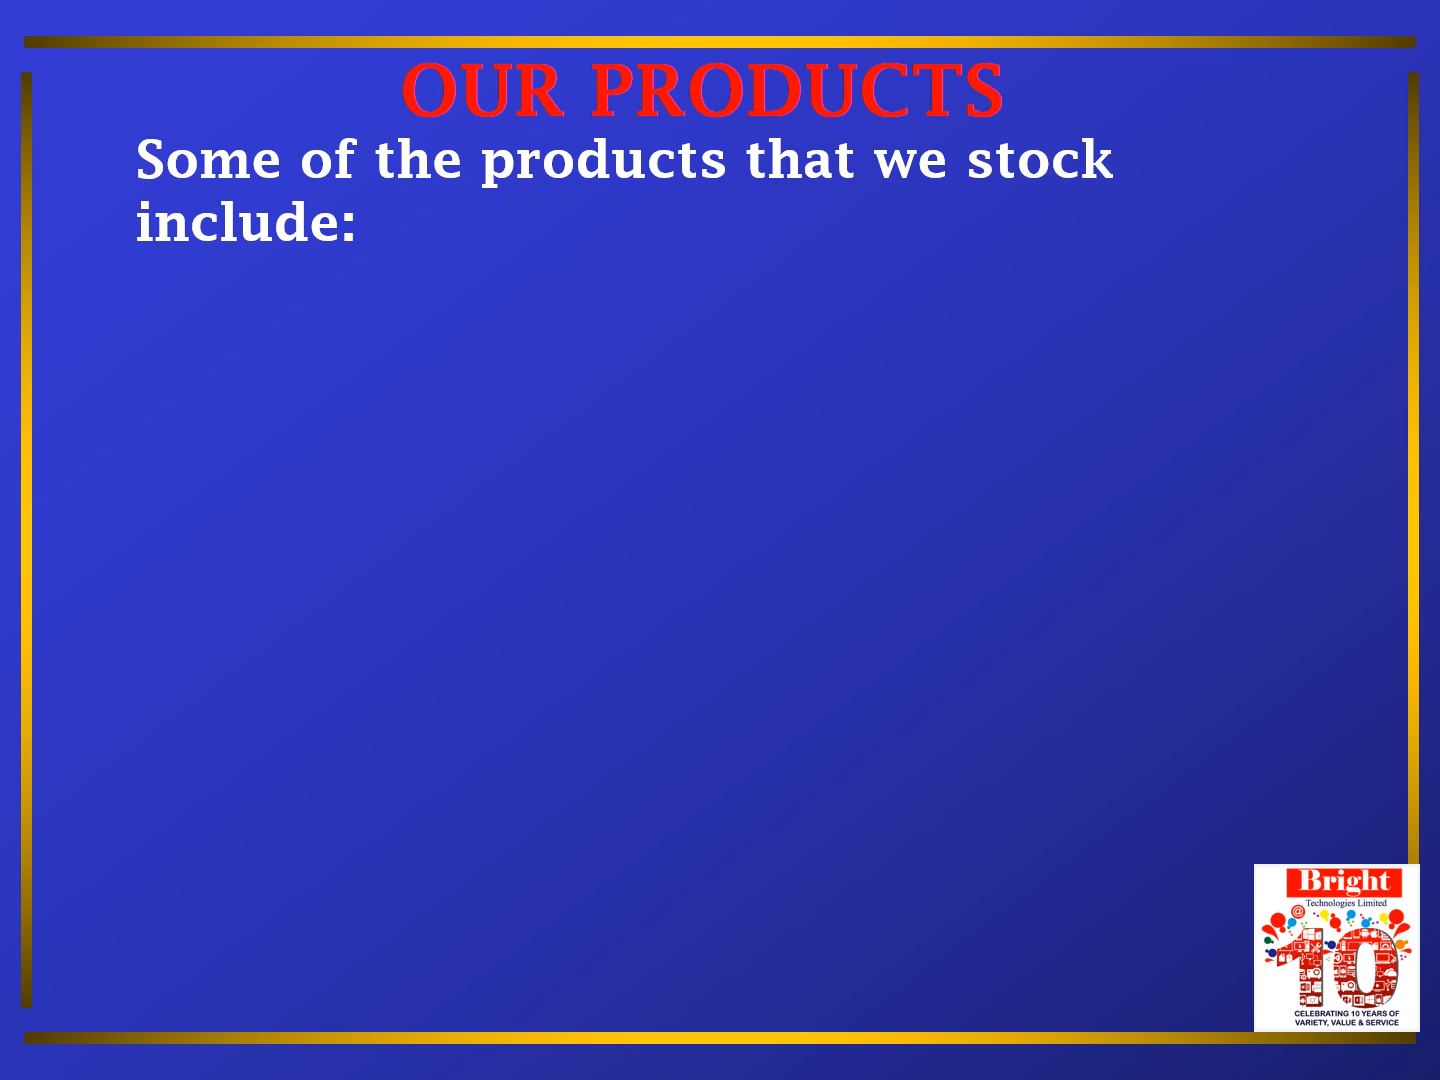 OUR PRODUCTS
Some of the products that we stock
include:
Bright
Technologies Limited
@
10
CELEBRATING 10 YEARS OF
VARIETY, VALUE & SERVICE